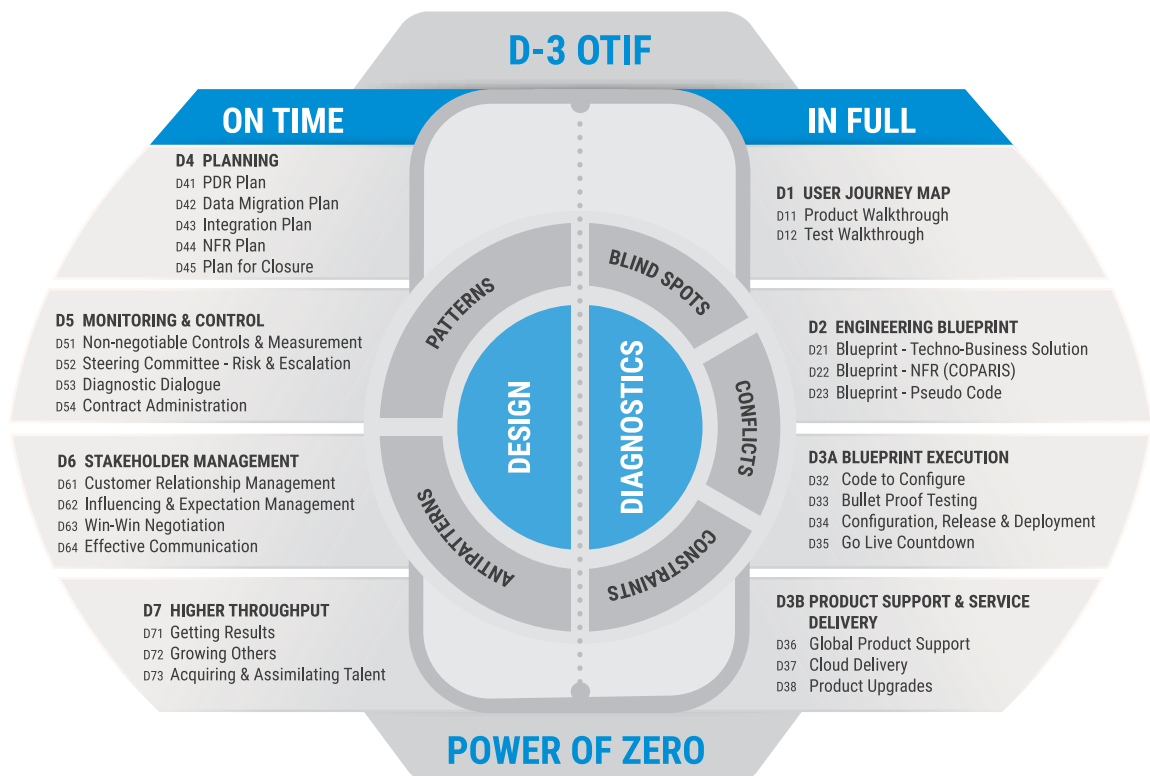 D-3 OTIF
ON TIME
D4 PLANNING
D41 PDR Plan
D42 Data Migration Plan
D43 Integration Plan
D44 NFR Plan
D45 Plan for Closure
D5 MONITORING & CONTROL
D51 Non-negotiable Controls & Measurement
D52 Steering Committee - Risk & Escalation
D53 Diagnostic Dialogue
D54 Contract Administration
D6 STAKEHOLDER MANAGEMENT
D61 Customer Relationship Management
D62 Influencing & Expectation Management
D63 Win-Win Negotiation
D64 Effective Communication
D7 HIGHER THROUGHPUT
D71 Getting Results
D72 Growing Others
D73 Acquiring & Assimilating Talent
PATTERNS
ANTIPATTERNS
DESIGN
DIAGNOSTICS
BLIND SPOTS
CONFLICTS
CONSTRAINTS
IN FULL
D1 USER JOURNEY MAP
D11 Product Walkthrough
D12 Test Walkthrough
D2 ENGINEERING BLUEPRINT
D21 Blueprint - Techno-Business Solution
D22 Blueprint - NFR (COPARIS)
D23 Blueprint - Pseudo Code
D3A BLUEPRINT EXECUTION
D32 Code to Configure
D33 Bullet Proof Testing
D34 Configuration, Release & Deployment
D35 Go Live Countdown
D3B PRODUCT SUPPORT & SERVICE
DELIVERY
D36 Global Product Support
D37 Cloud Delivery
D38 Product Upgrades
POWER OF ZERO